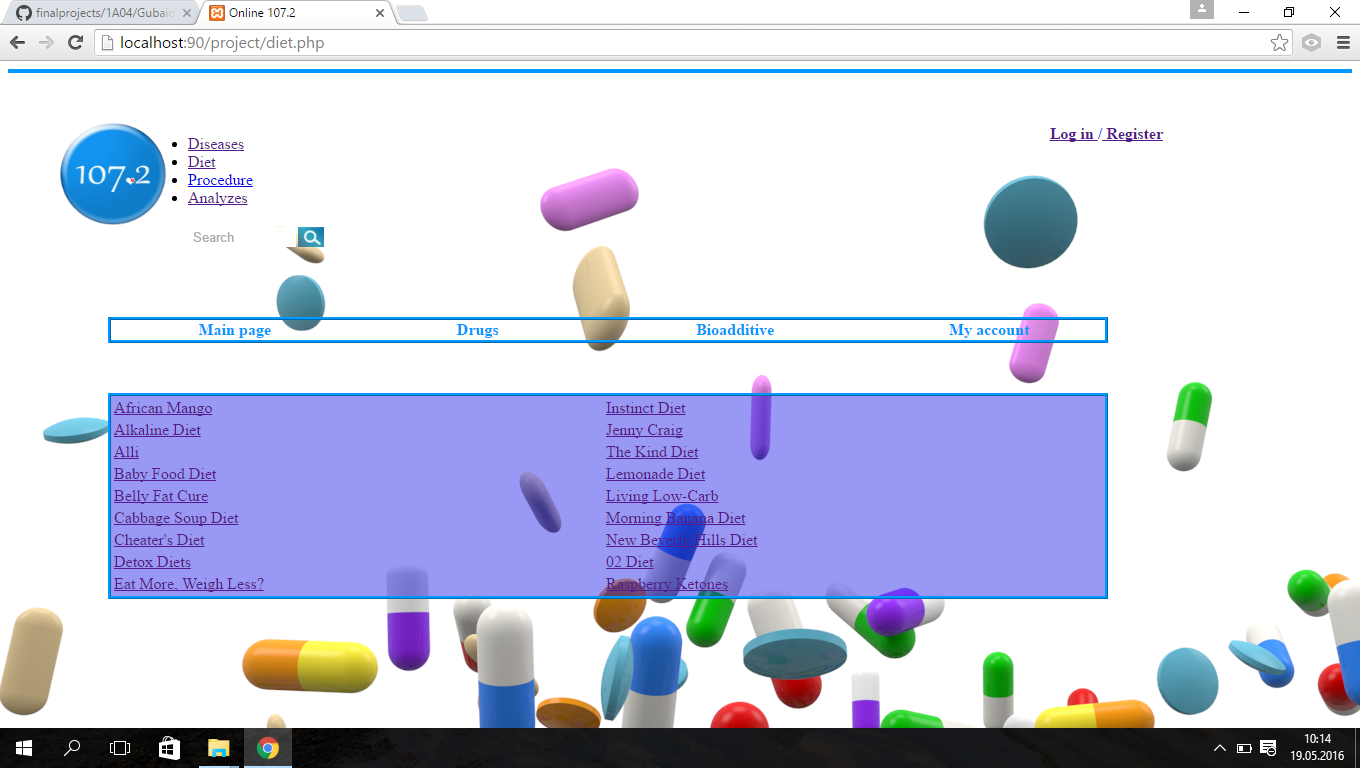 finalprojects/1A04/Gubaid
Online 107.2
localhost:90/project/diet.php
107.2
Diseases
Diet
Procedure
Analyzes
Log in / Register
Search
Main page Drugs Bioadditive My account
African Mango Instinct Diet
Alkaline Diet Jenny Craig
Alli The Kind Diet
Baby Food Diet Lemonade Diet
Belly Fat Cure Living Low-Carb
Cabbage Soup Diet Morning Banana Diet
Cheater's Diet New Beverly Hills Diet
Detox Diets 02 Diet
Eat More, Weigh Less? Raspberry Ketones
10:14
19.05.2016